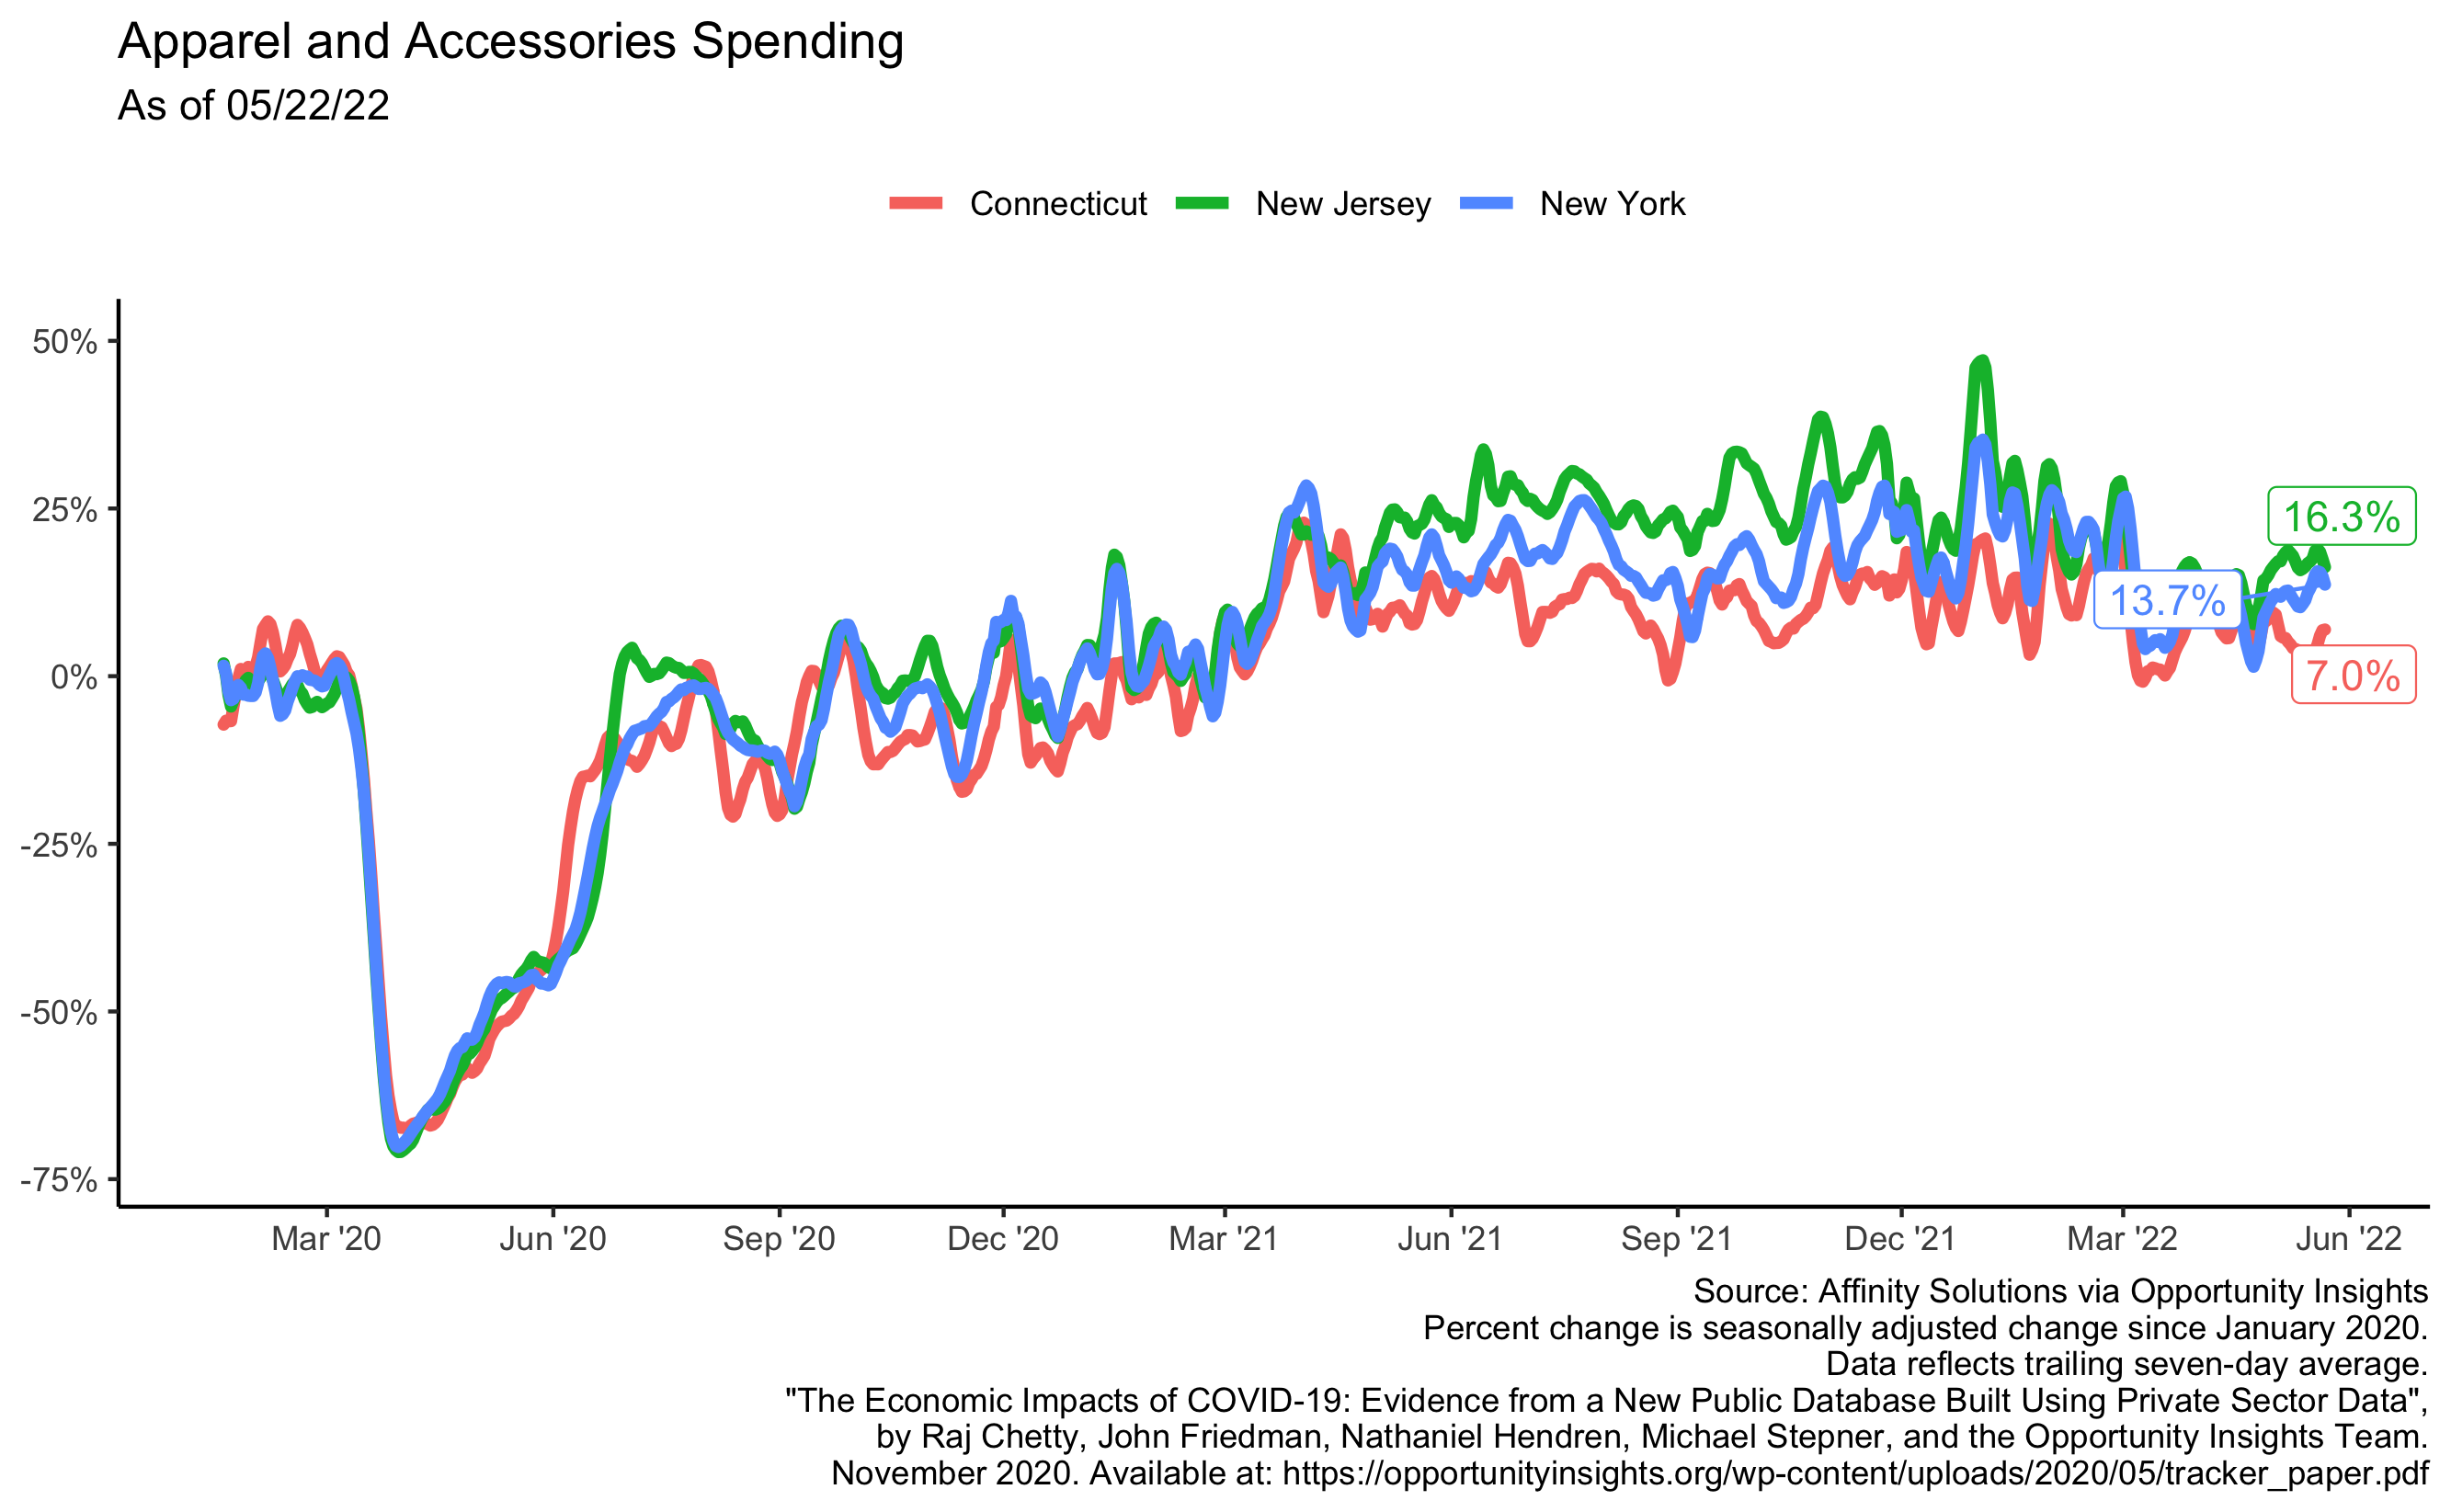 Apparel and Accessories Spending
As of 05/22/22
Connecticut New Jersey New York
50%
25%
0%
-25%
-50%
-75%
16.3%
13.7%
7.0%
Mar '20 Jun '20 Sep '20 Dec '20 Mar '21 Jun '21 Sep '21 Dec '21 Mar '22 Jun '22
Source: Affinity Solutions via Opportunity Insights
Percent change is seasonally adjusted change since January 2020.
Data reflects trailing seven-day average.
"The Economic Impacts of COVID-19: Evidence from a New Public Database Built Using Private Sector Data",
by Raj Chetty, John Friedman, Nathaniel Hendren, Michael Stepner, and the Opportunity Insights Team.
November 2020. Available at: https://opportunityinsights.org/wp-content/uploads/2020/05/tracker_paper.pdf